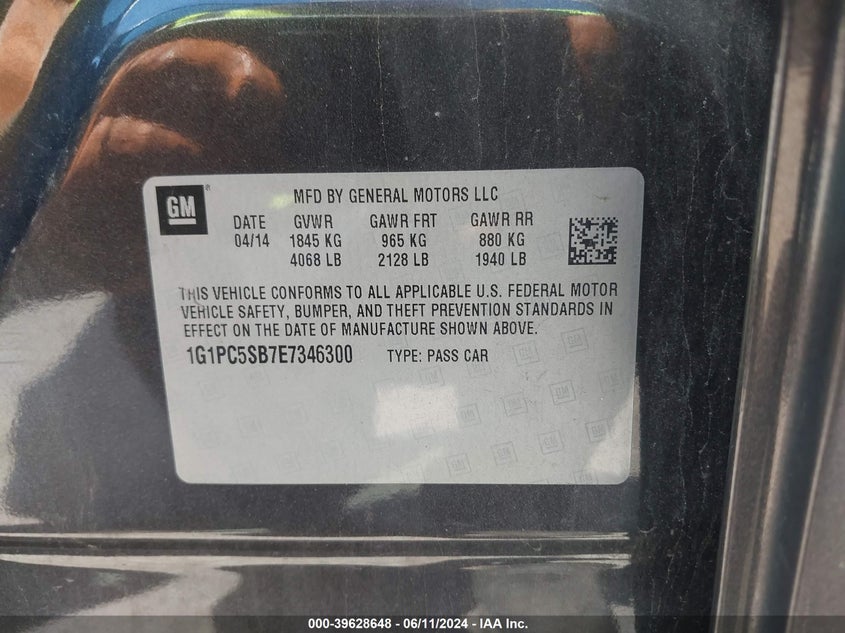 GM
MFD BY GENERAL MOTORS LLC
DATE GVWR GAWR FRT GAWR RR
04/14 1845 KG 965 KG 880 KG
4068 LB 2128 LB 1940 LB
THIS VEHICLE CONFORMS TO ALL APPLICABLE U.S. FEDERAL MOTOR
VEHICLE SAFETY, BUMPER, AND THEFT PREVENTION STANDARDS IN
EFFECT ON THE DATE OF MANUFACTURE SHOWN ABOVE.
1G1PC5SB7E7346300 TYPE: PASS CAR
000-39628648 - 06/11/2024 - IAA Inc.